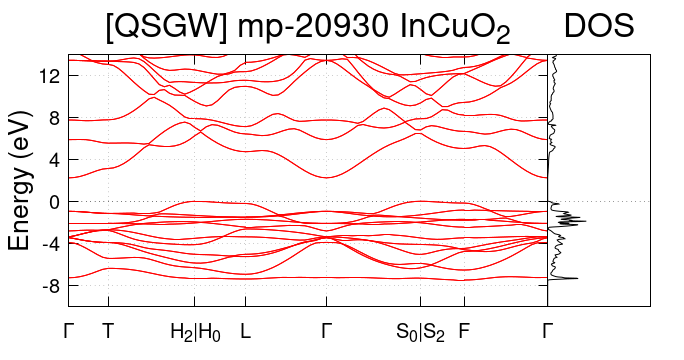 [QSGW] mp-20930 InCuO₂ DOS
Energy (eV)
12
8
4
0
-4
-8
Γ T H₂|H₀ L Γ S₀|S₂ F Γ